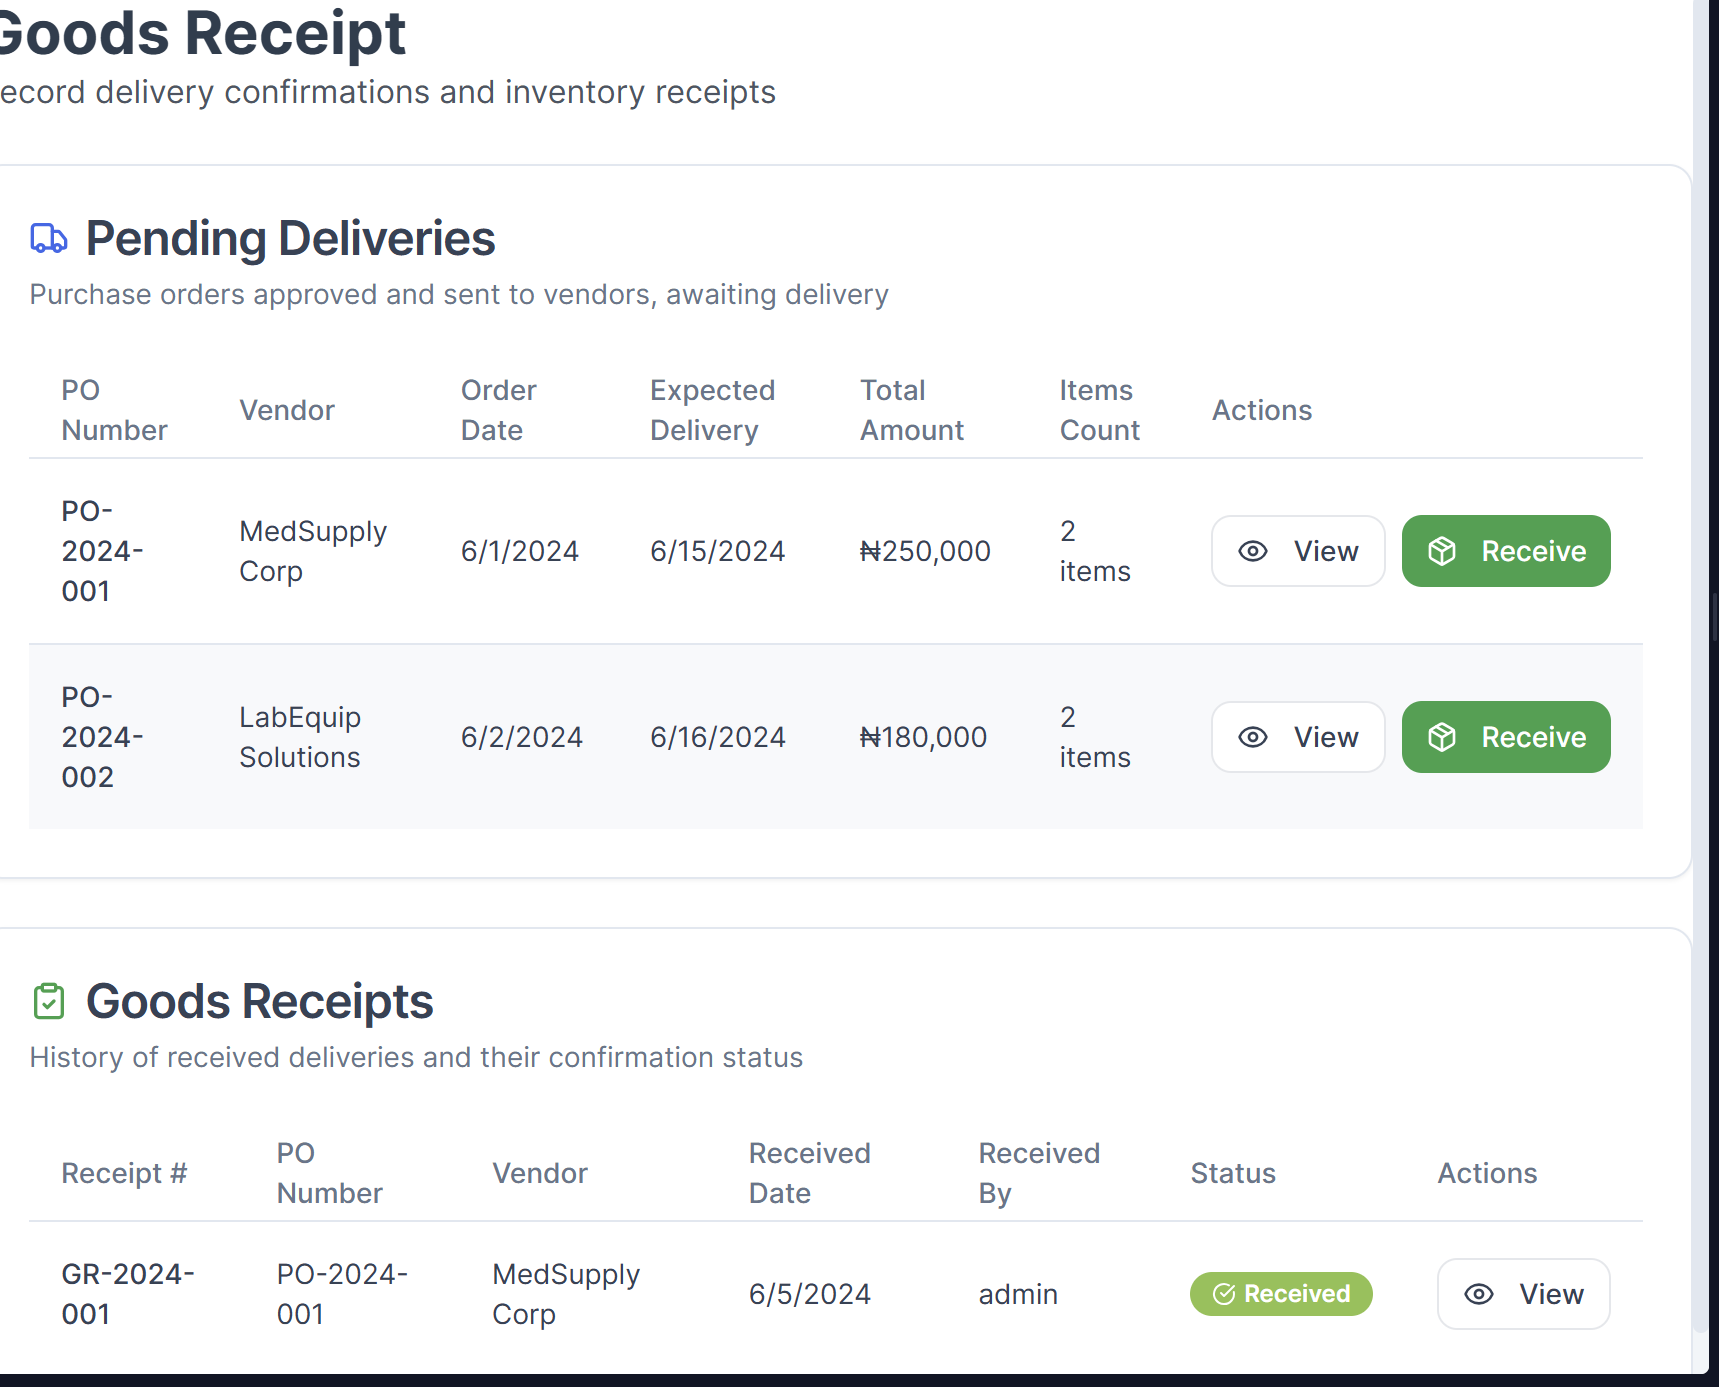 Goods Receipt
ecord delivery confirmations and inventory receipts
Pending Deliveries
Purchase orders approved and sent to vendors, awaiting delivery
PO Number Vendor Order Date Expected Delivery Total Amount Items Count Actions
PO-2024-001 MedSupply Corp 6/1/2024 6/15/2024 ₦250,000 2 items View Receive
PO-2024-002 LabEquip Solutions 6/2/2024 6/16/2024 ₦180,000 2 items View Receive
Goods Receipts
History of received deliveries and their confirmation status
Receipt # PO Number Vendor Received Date Received By Status Actions
GR-2024-001 PO-2024-001 MedSupply Corp 6/5/2024 admin Received View